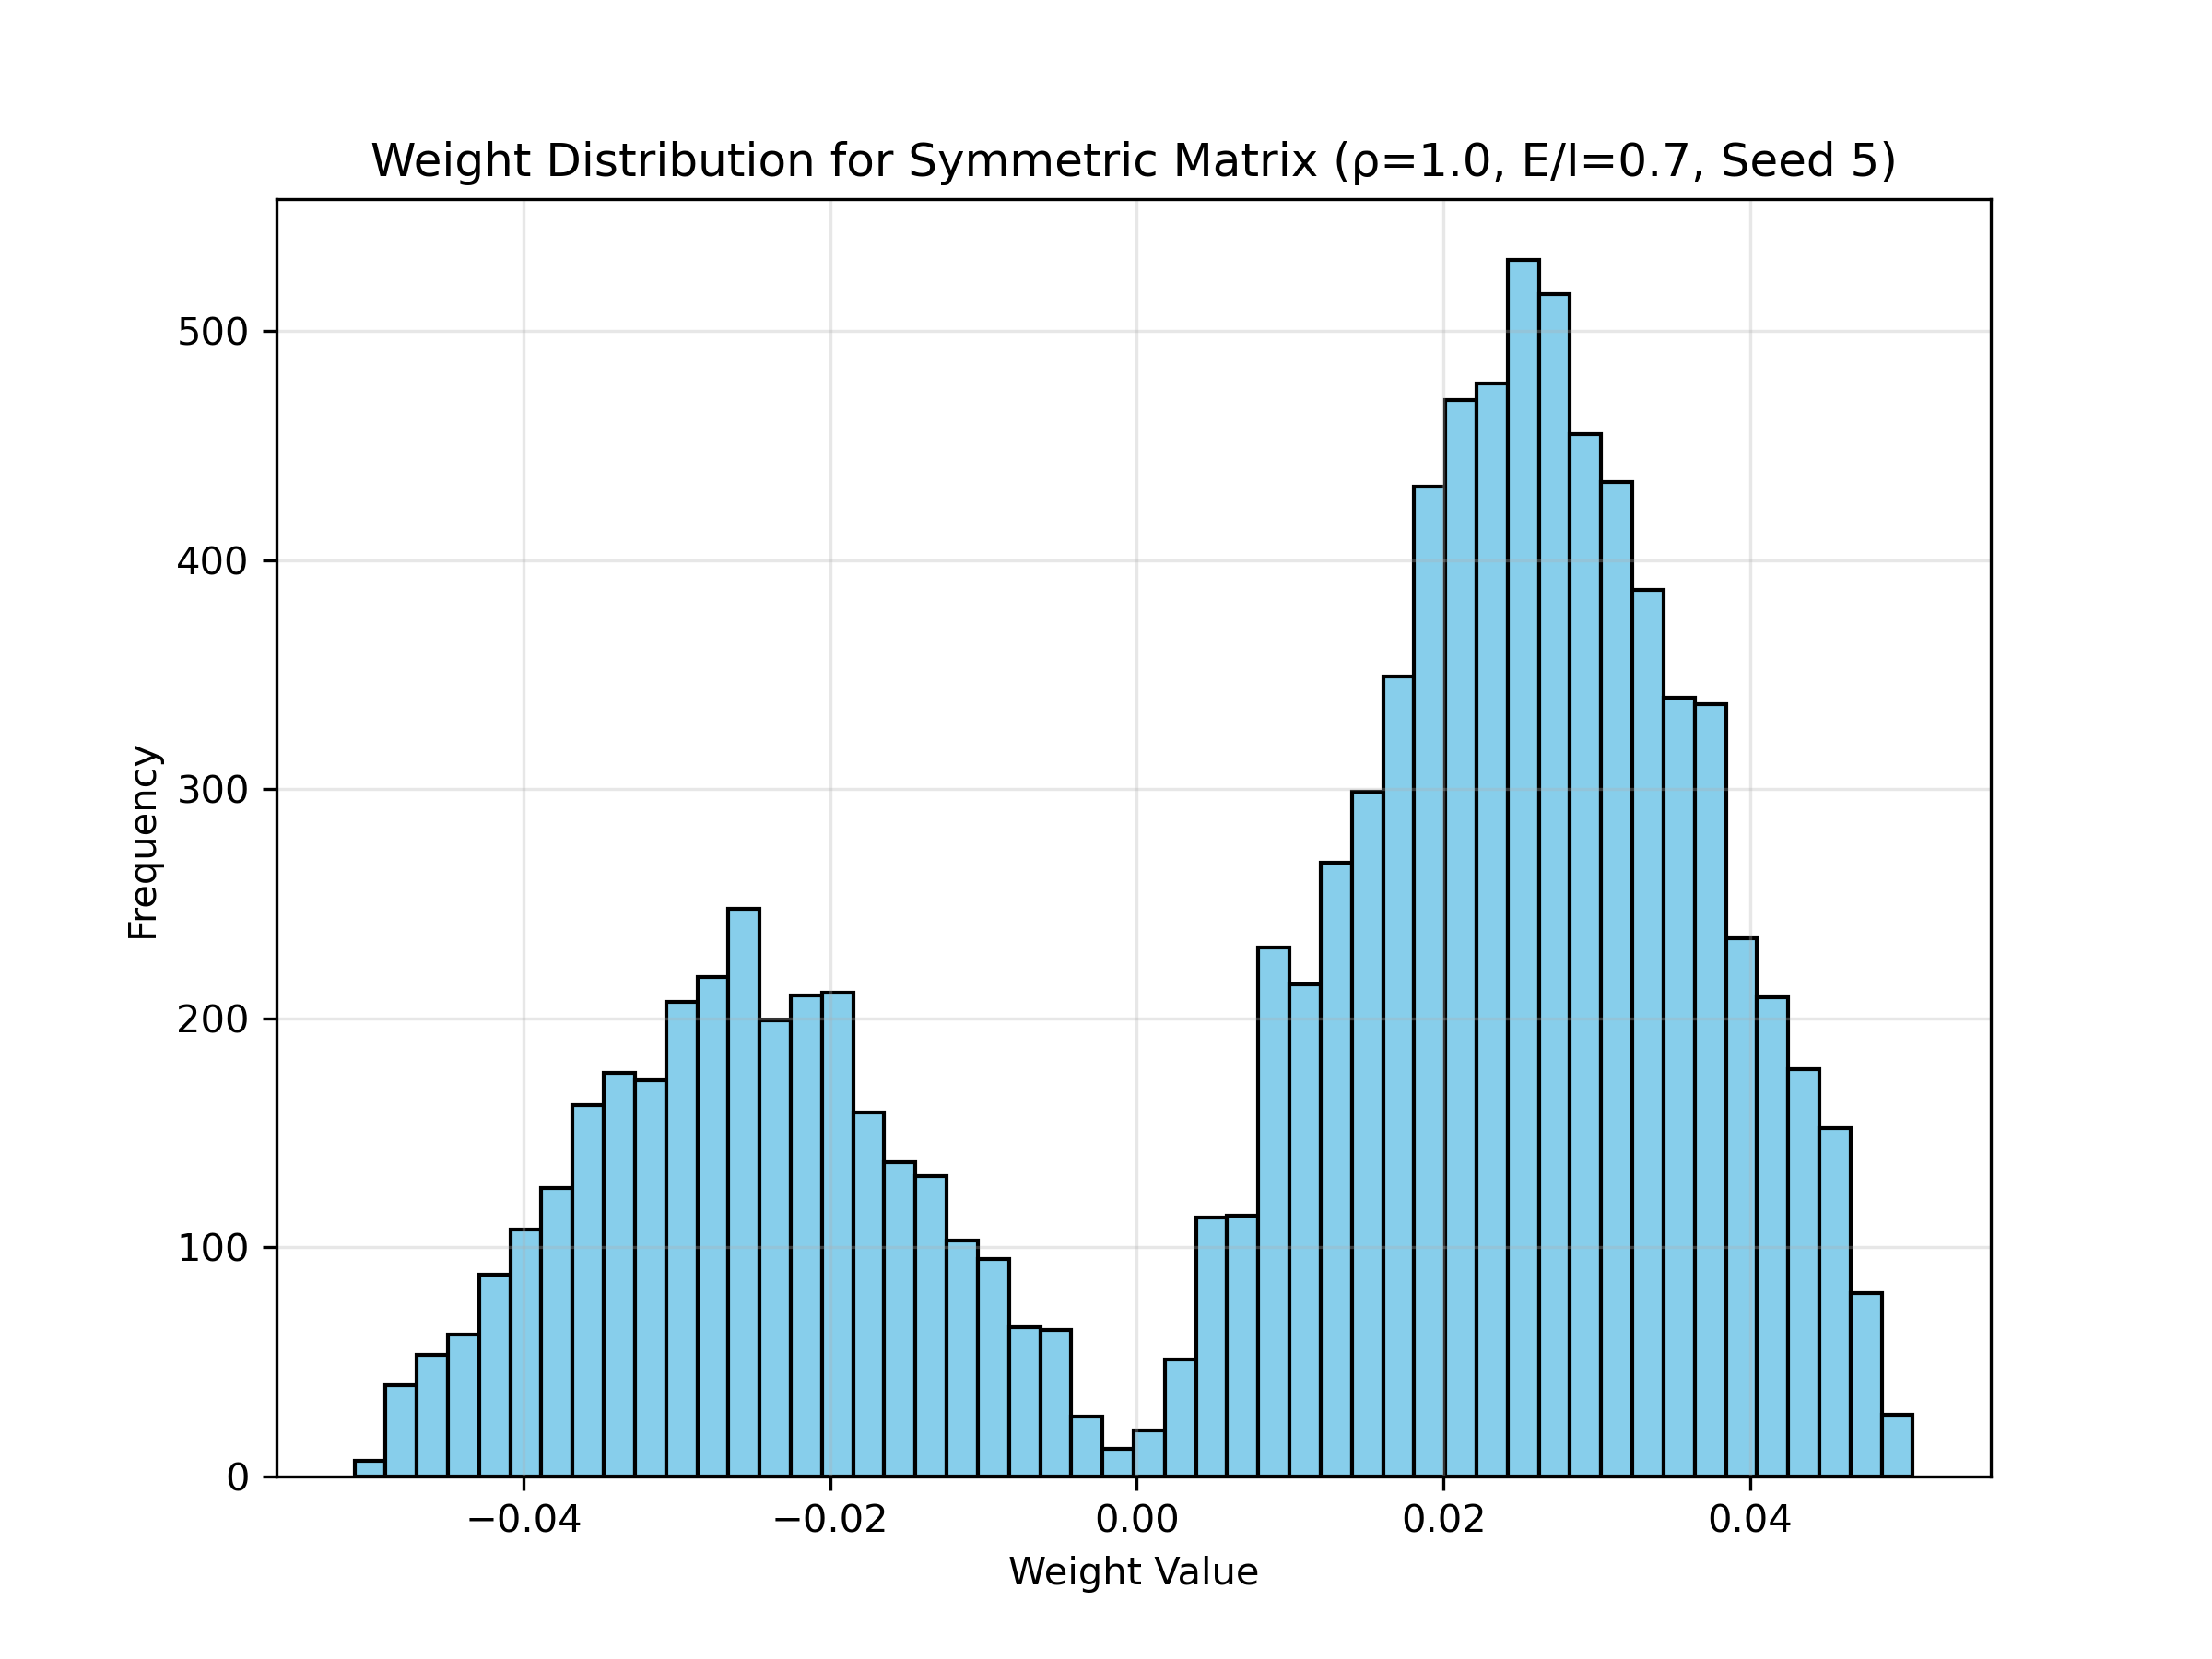 Weight Distribution for Symmetric Matrix (ρ=1.0, E/I=0.7, Seed 5)
Frequency
500
400
300
200
100
0
−0.04 −0.02 0.00 0.02 0.04
Weight Value